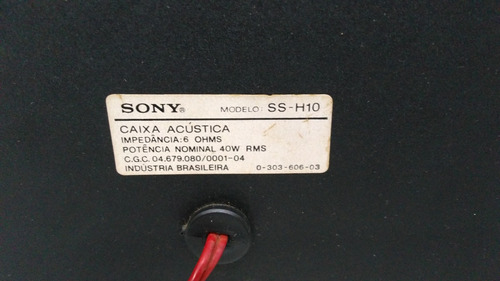 SONY® MODELO: SS-H10
CAIXA ACÚSTICA
IMPEDÂNCIA: 6 OHMS
POTÊNCIA NOMINAL 40W RMS
C.G.C. 04.679.080/0001-04
INDÚSTRIA BRASILEIRA 0-303-606-03